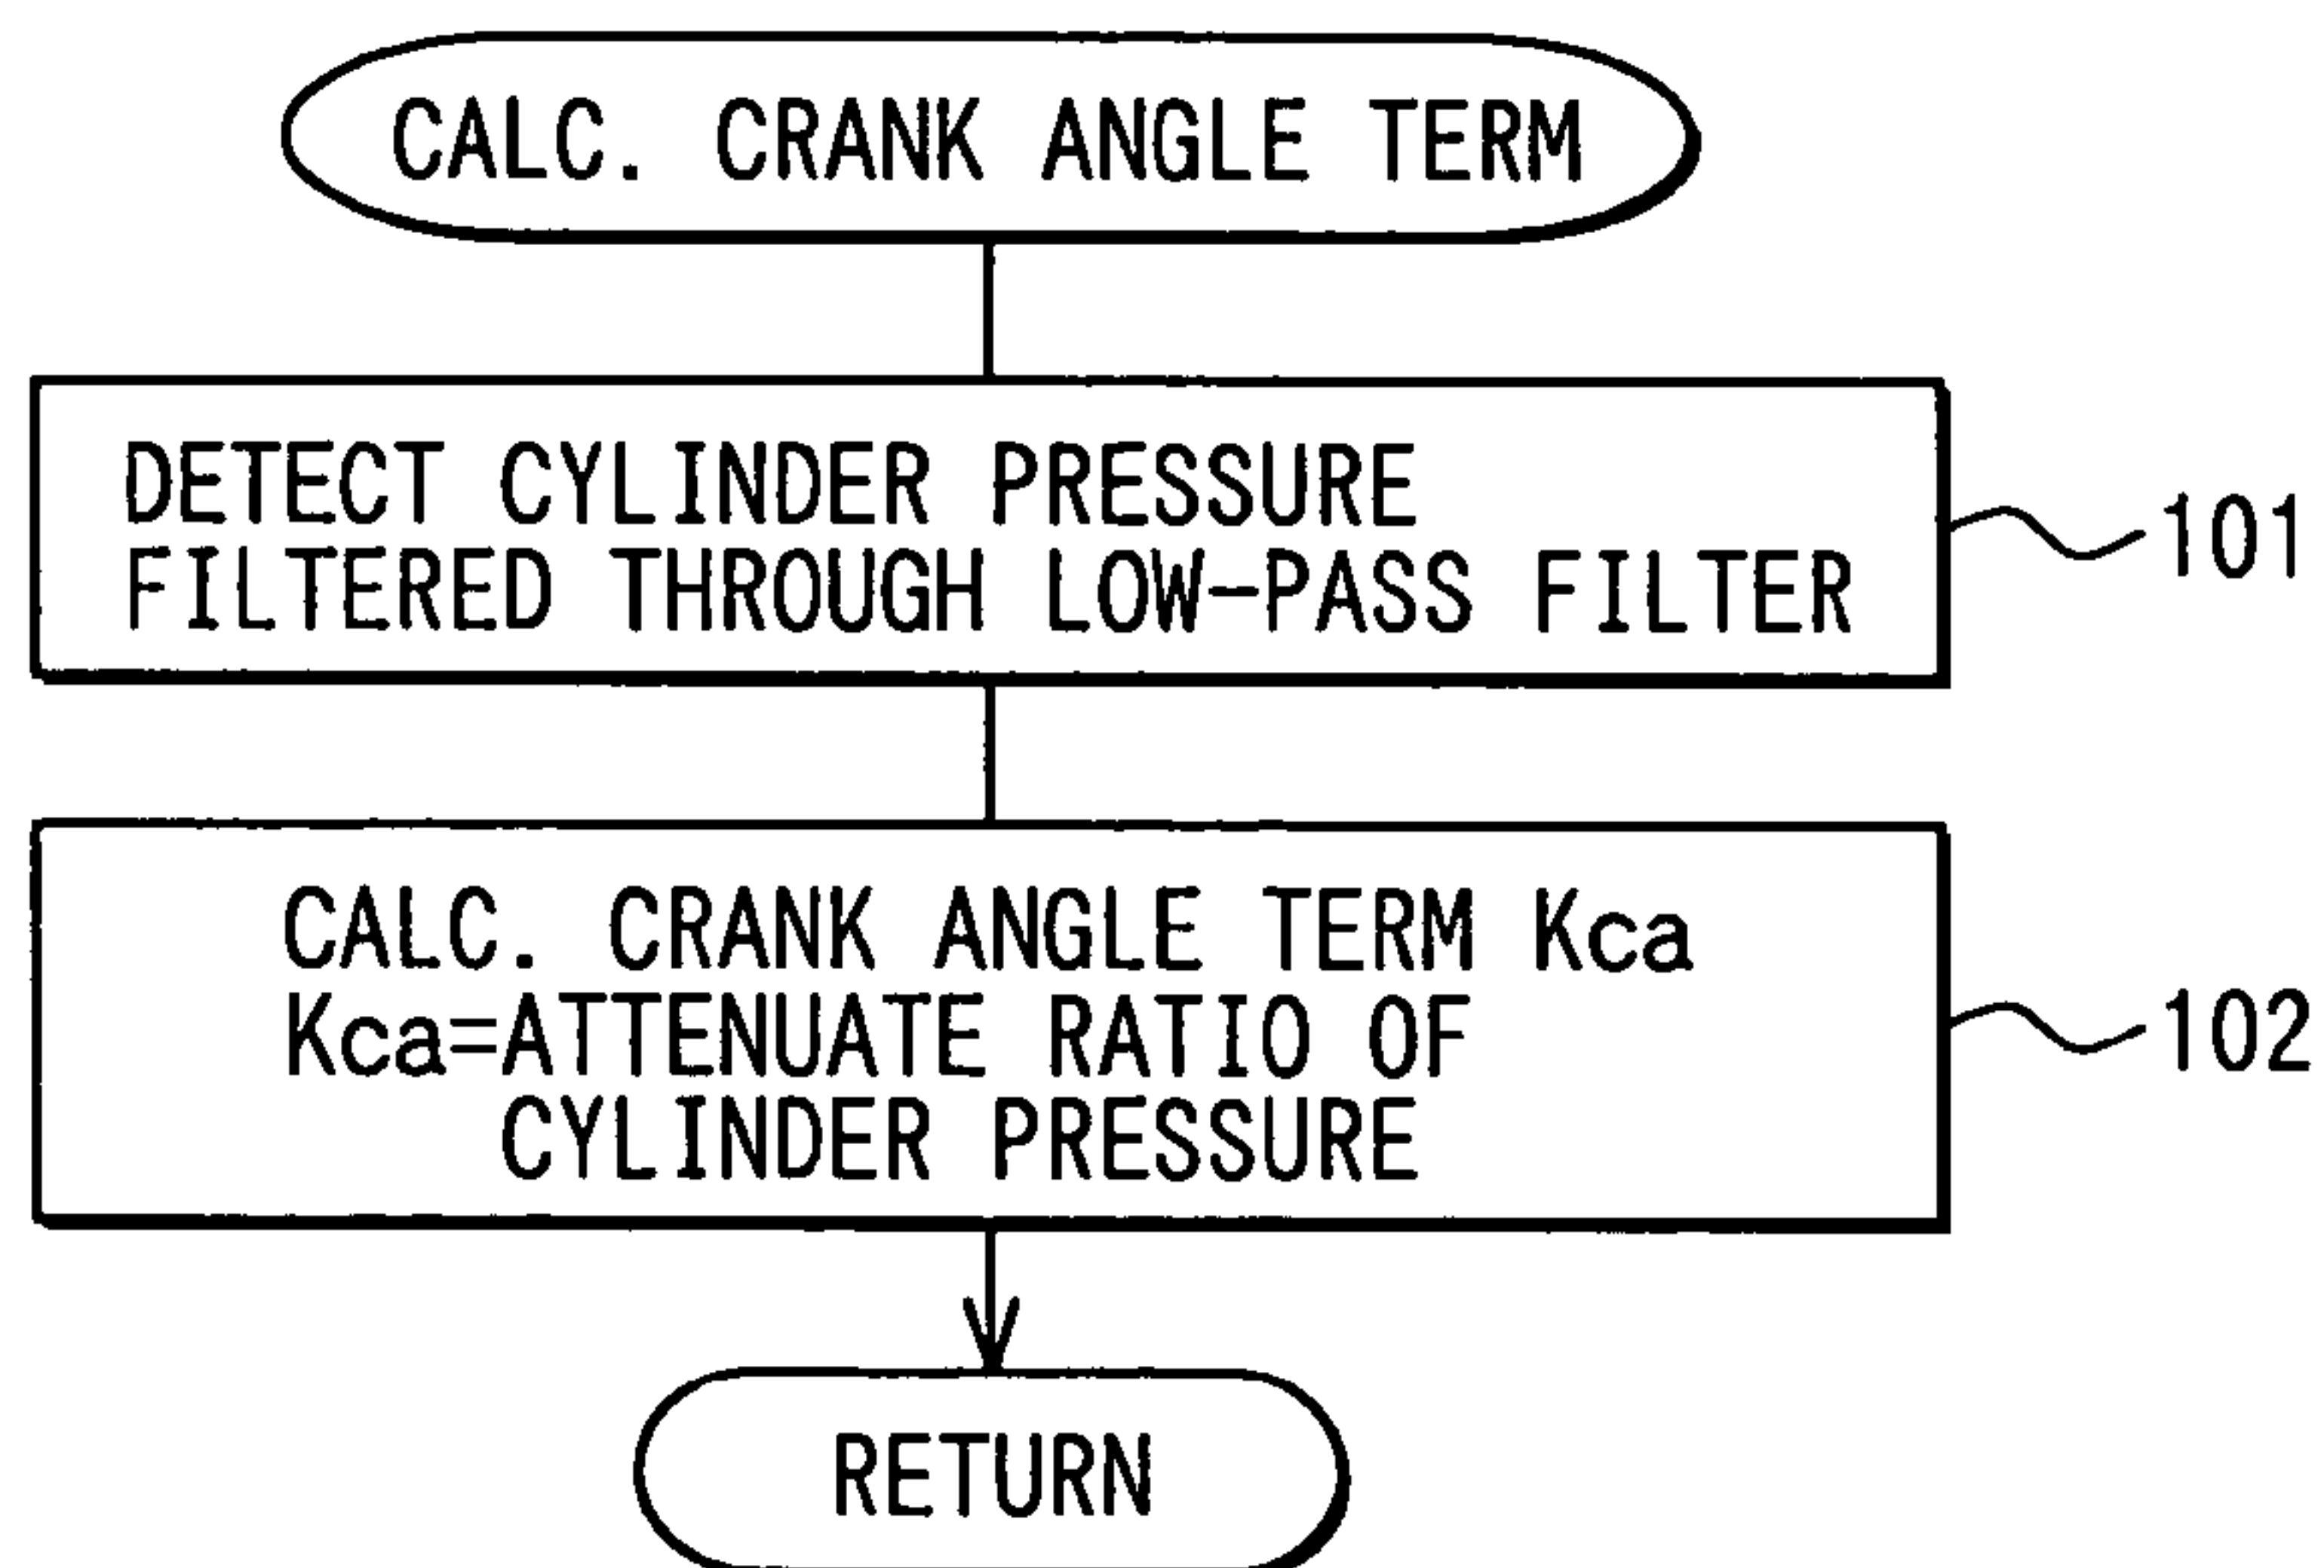 CALC. CRANK ANGLE TERM
DETECT CYLINDER PRESSURE
FILTERED THROUGH LOW-PASS FILTER
101
CALC. CRANK ANGLE TERM Kca
Kca=ATTENUATE RATIO OF
CYLINDER PRESSURE
102
RETURN